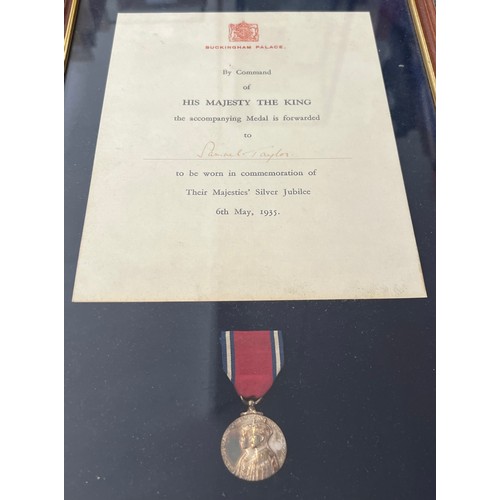 BUCKINGHAM PALACE.
By Command
of
HIS MAJESTY THE KING
the accompanying Medal is forwarded
to
Taylor
to be worn in commemoration of
Their Majesties' Silver Jubilee
6th May, 1935.